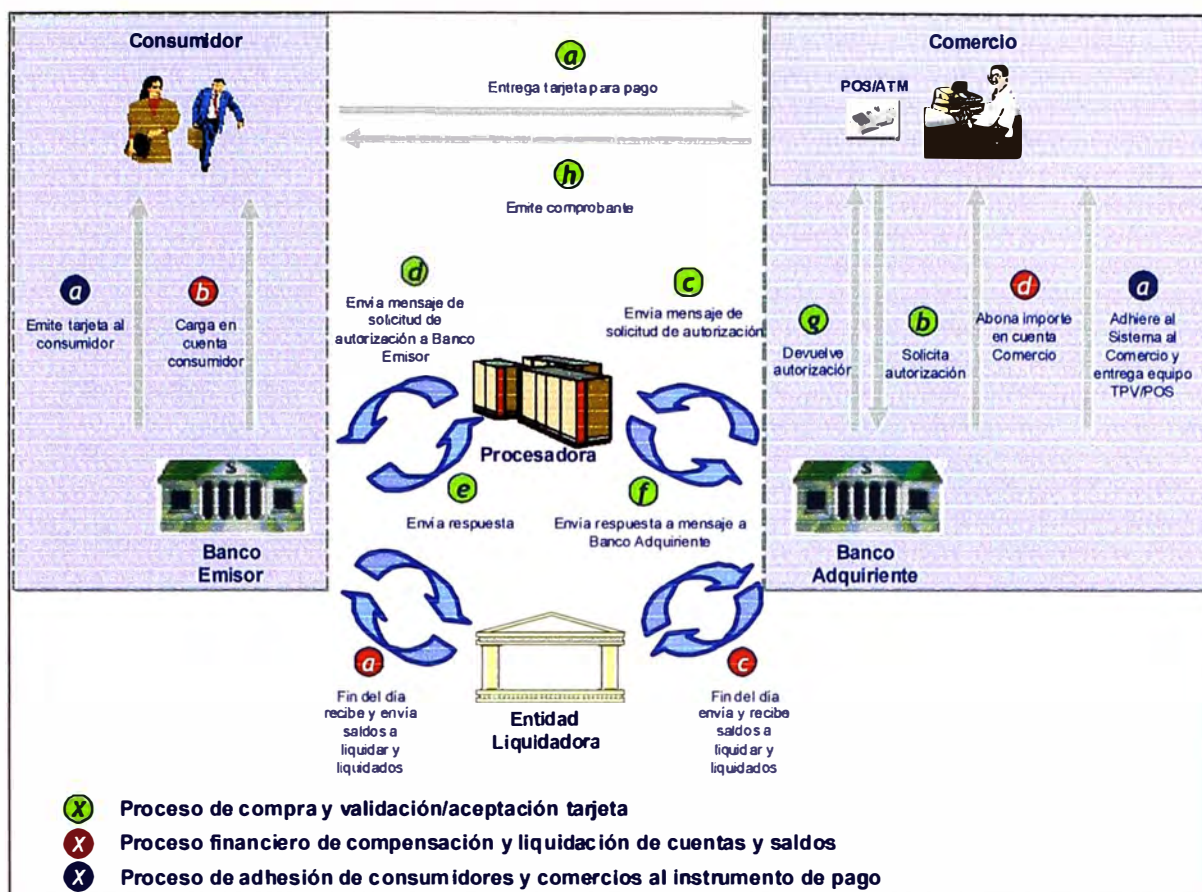 Consumidor
a
Entrega tarjeta para pago
Comercio
POS/ATM
h
Emite comprobante
a
Emite tarjeta al
consumidor
b
Carga en
cuenta
consumidor
d
Envía mensaje de
solicitud de
autorización a Banco
Emisor
c
Envía mensaje de
solicitud de autorización
g
Devuelve
autorización
b
Solicita
autorización
d
Abona importe
en cuenta
Comercio
a
Adhiere al
Sistema al
Comercio y
entrega equipo
TPV/POS
Procesadora
e
Envía respuesta
f
Envía respuesta a mensaje a
Banco Adquiriente
S
Banco
Emisor
S
Banco
Adquiriente
a
Fin del día
recibe y envía
saldos a
liquidar y
liquidados
Entidad
Liquidadora
c
Fin del día
envía y recibe
saldos a
liquidar y
liquidados
X Proceso de compra y validación/aceptación tarjeta
X Proceso financiero de compensación y liquidación de cuentas y saldos
X Proceso de adhesión de consumidores y comercios al instrumento de pago